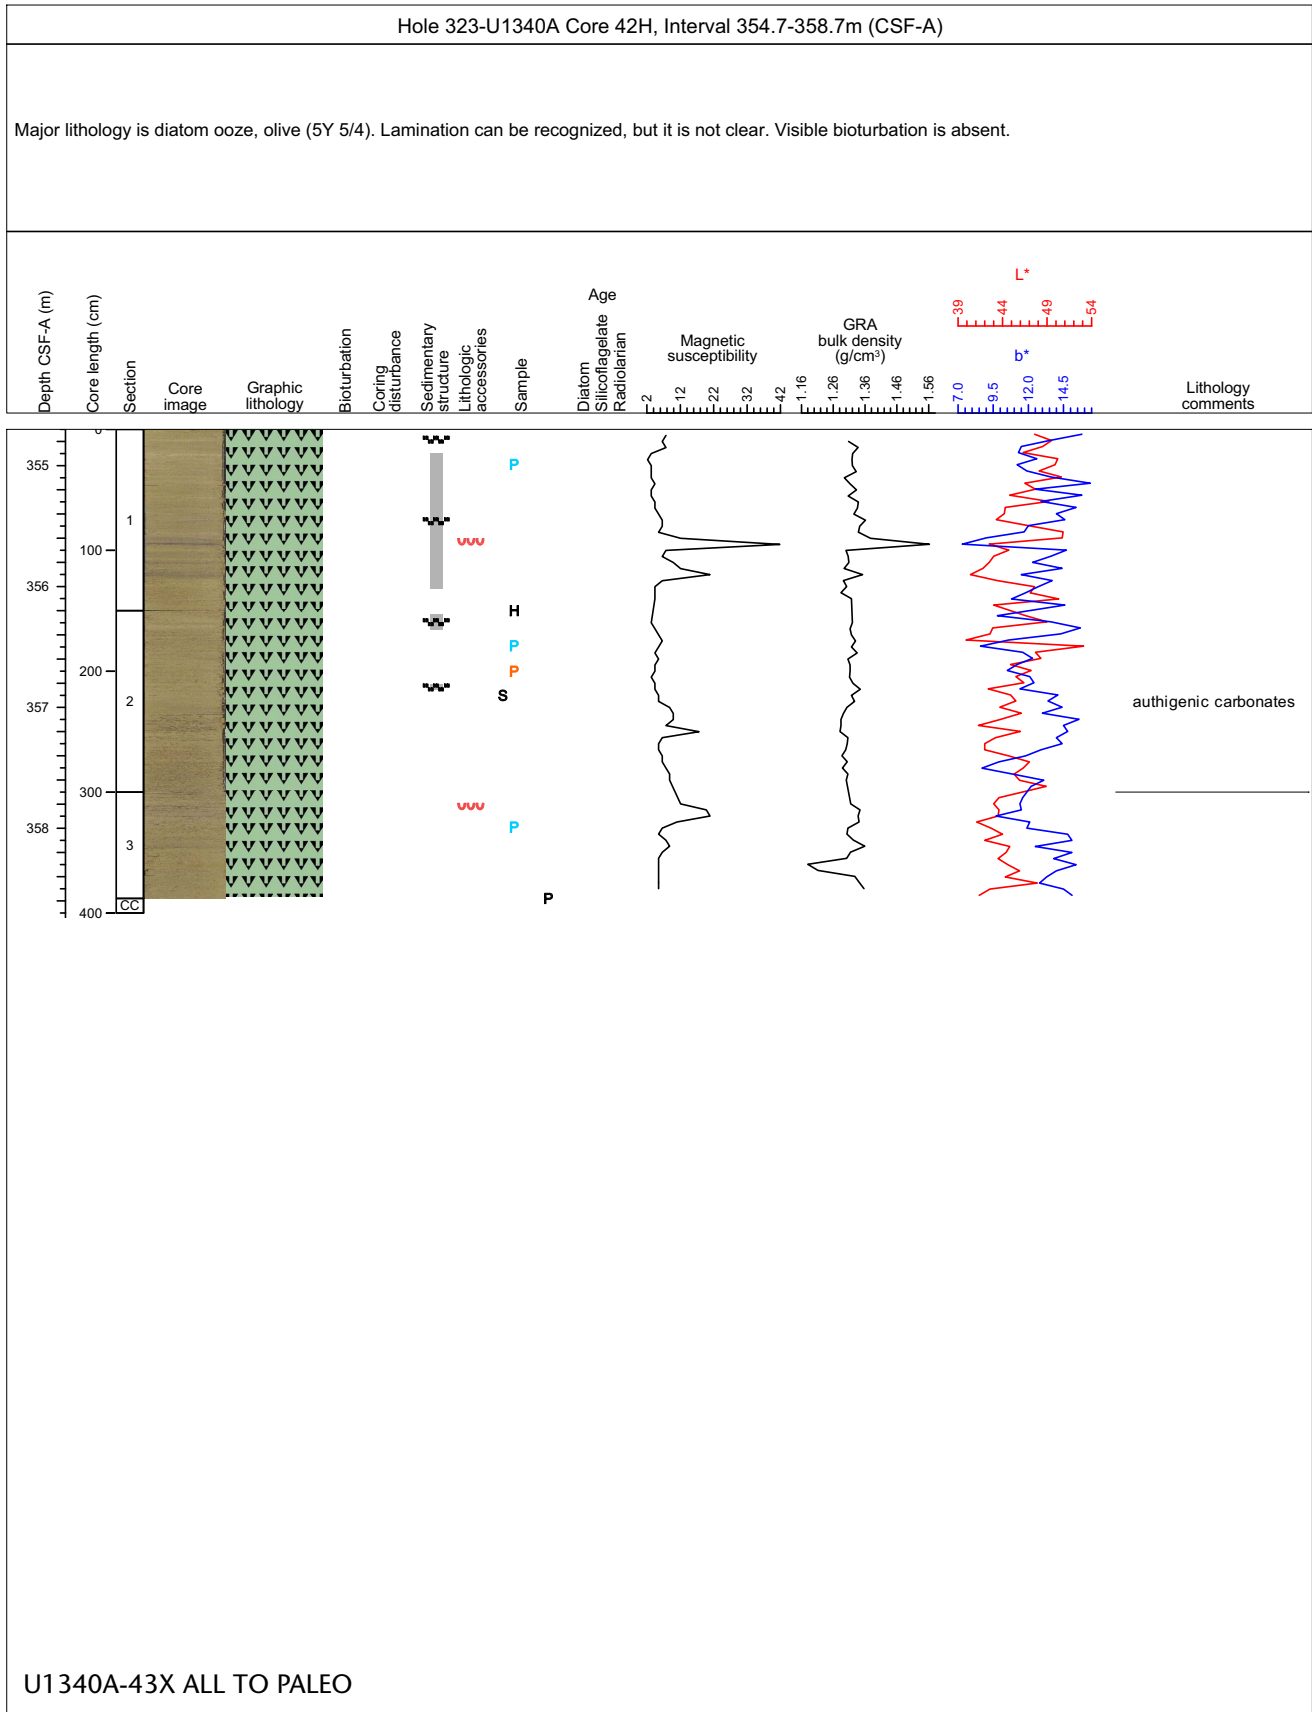 Hole 323-U1340A Core 42H, Interval 354.7-358.7m (CSF-A)
Major lithology is diatom ooze, olive (5Y 5/4). Lamination can be recognized, but it is not clear. Visible bioturbation is absent.
Depth CSF-A (m)
Core length (cm)
Section
Core
image
Graphic
lithology
Bioturbation
Coring
disturbance
Sedimentary
structure
Lithologic
accessories
Sample
Age
Diatom
Silicoflagelate
Radiolarian
Magnetic
susceptibility
2 12 22 32 42
GRA
bulk density
(g/cm³)
1.16 1.26 1.36 1.46 1.56
L*
39 44 49 54
b*
7.0 9.5 12.0 14.5
Lithology
comments
0
355
P
1
100
356
H
P
200
P
S
2
357
authigenic carbonates
300
358
P
3
P
CC
400
U1340A-43X ALL TO PALEO